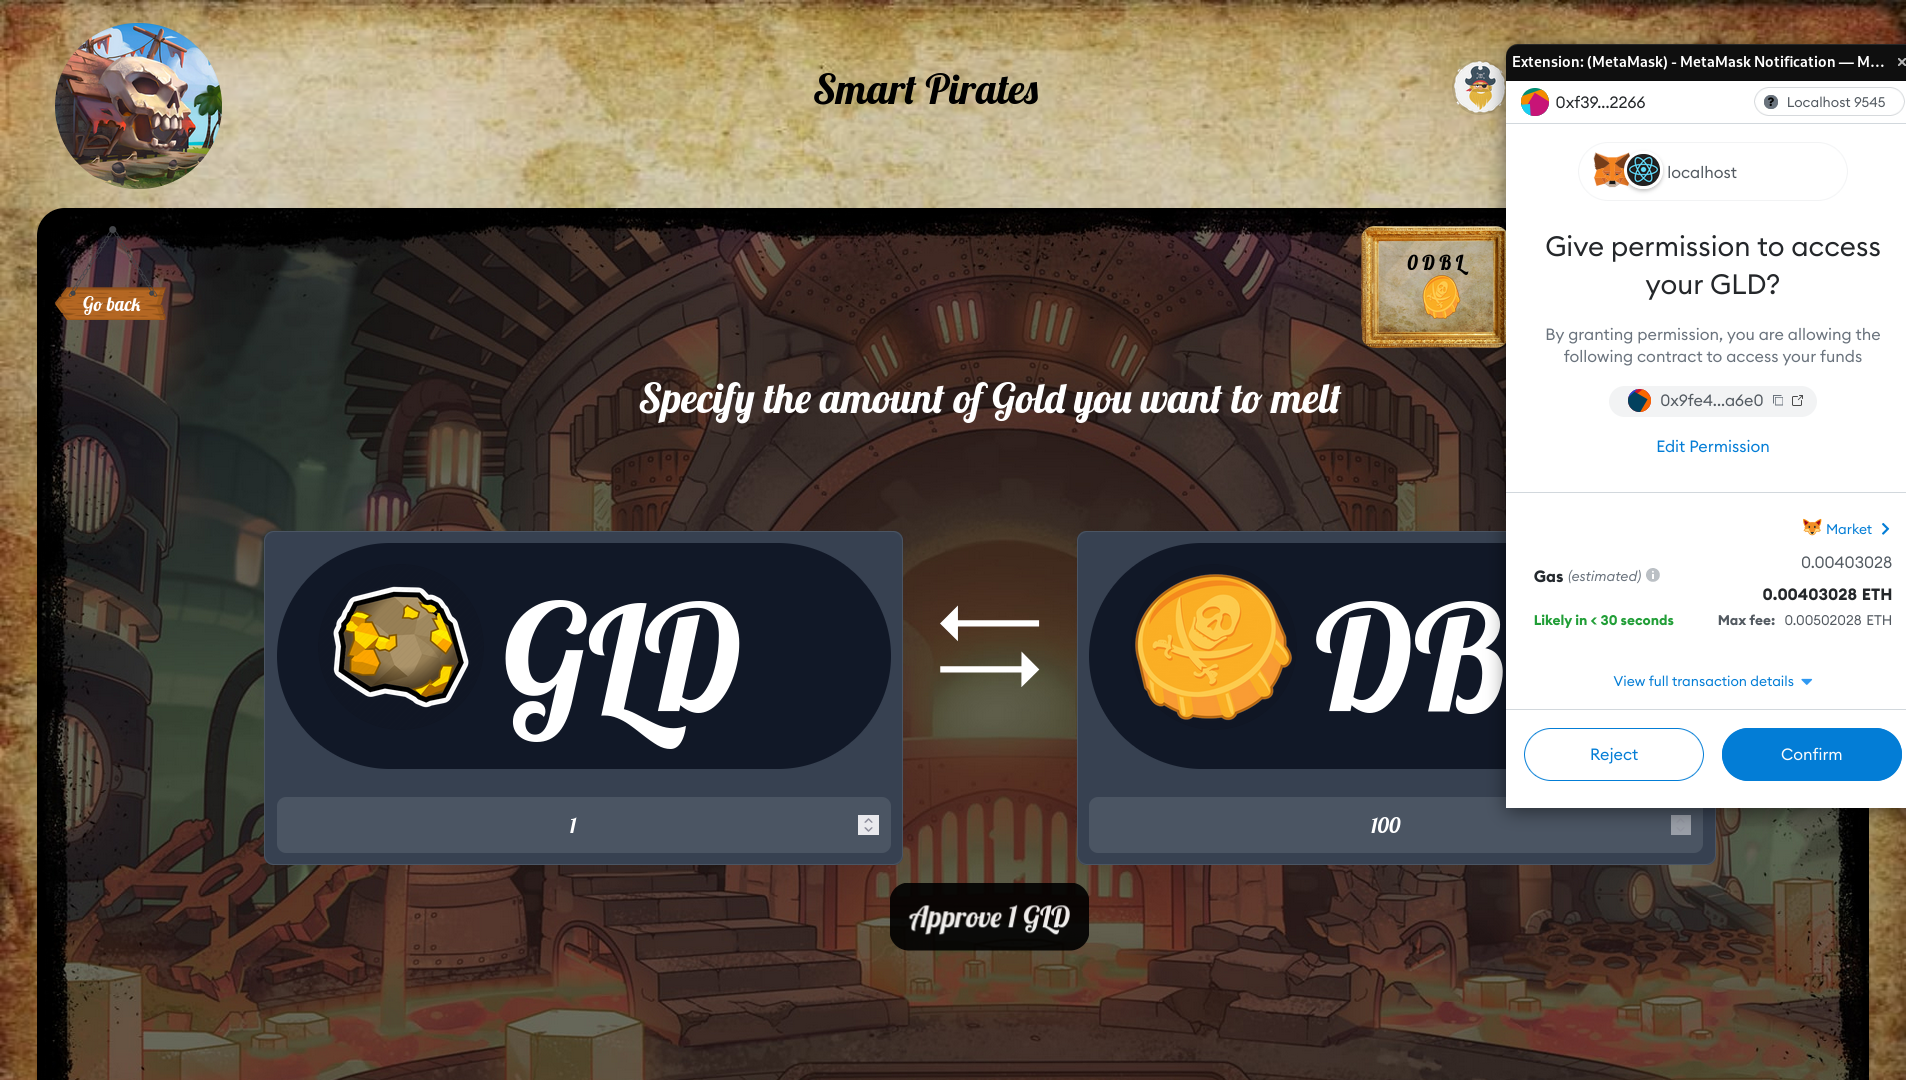 Smart Pirates
Go back
0 DBL
Specify the amount of Gold you want to melt
GLD
DB
1
100
Approve 1 GLD
Extension: (MetaMask) - MetaMask Notification — M...
0xf39...2266
Localhost 9545
localhost
Give permission to access
your GLD?
By granting permission, you are allowing the
following contract to access your funds
0x9fe4...a6e0
Edit Permission
Market
0.00403028
Gas (estimated)
0.00403028 ETH
Likely in < 30 seconds
Max fee: 0.00502028 ETH
View full transaction details
Reject
Confirm